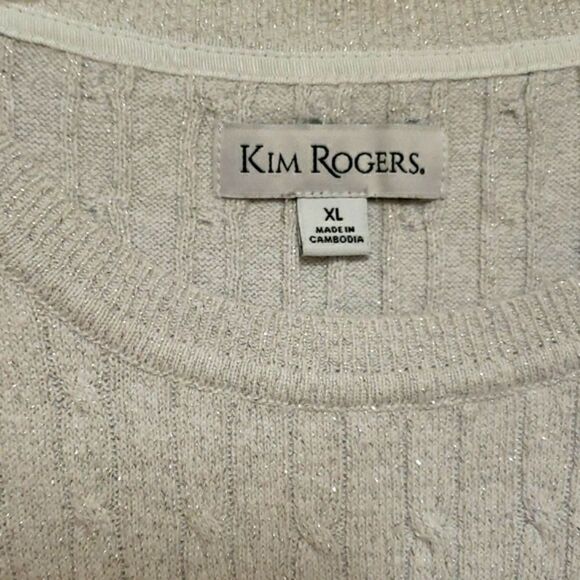 KIM ROGERS.
XL
MADE IN
CAMBODIA